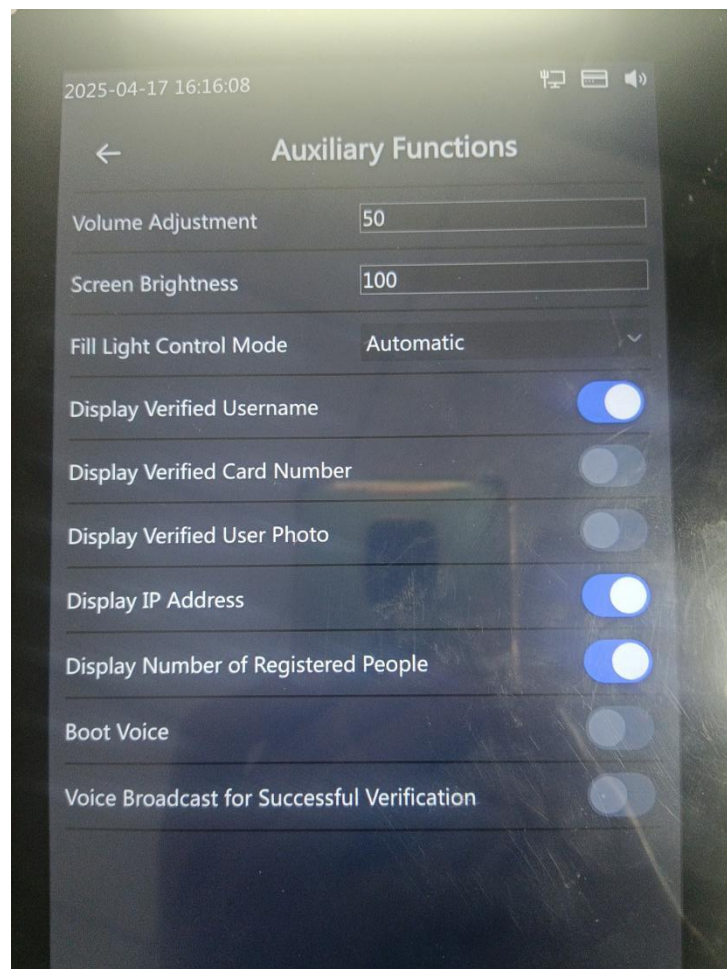 2025-04-17 16:16:08
Auxiliary Functions
Volume Adjustment 50
Screen Brightness 100
Fill Light Control Mode Automatic
Display Verified Username
Display Verified Card Number
Display Verified User Photo
Display IP Address
Display Number of Registered People
Boot Voice
Voice Broadcast for Successful Verification